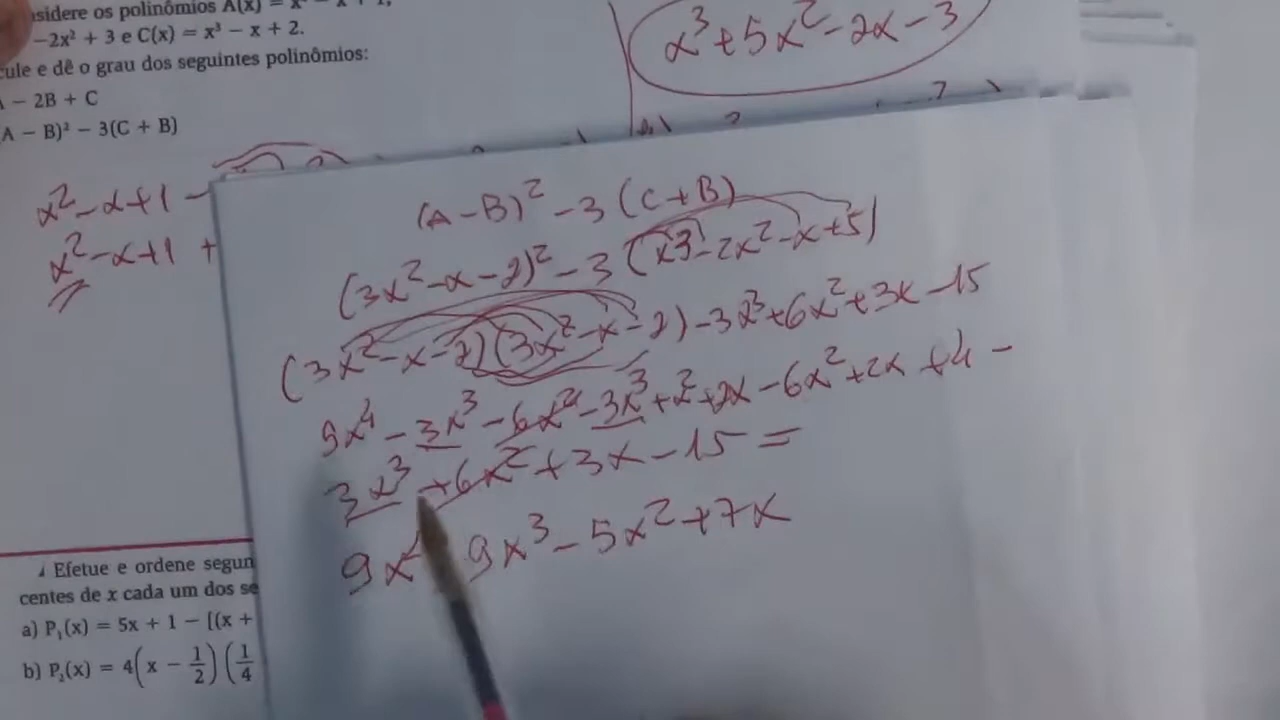 sidere os polinômios A(x) =
−2x² + 3 e C(x) = x³ − x + 2.
cule e dê o grau dos seguintes polinômios:
− 2B + C
A − B)² − 3(C + B)
x³ + 5x² − 2x − 3
x² − x + 1 −
x² − x + 1 +
(A − B)² − 3 (C + B)
(3x² − x − 2)² − 3 (x3 − 2x² − x + 5)
(3x² − x − 2)(3x² − x − 2) − 3x³ + 6x² + 3x − 15
9x⁴ − 3x³ − 6x² − 3x³ + x² + 2x − 6x² + 2x + 4 −
3x³ + 6x² + 3x − 15 =
9x⁴ 9x³ − 5x² + 7x
Efetue e ordene segun
centes de x cada um dos se
a) P₁(x) = 5x + 1 − [(x +
b) P₂(x) = 4(x − 1/2)(1/4